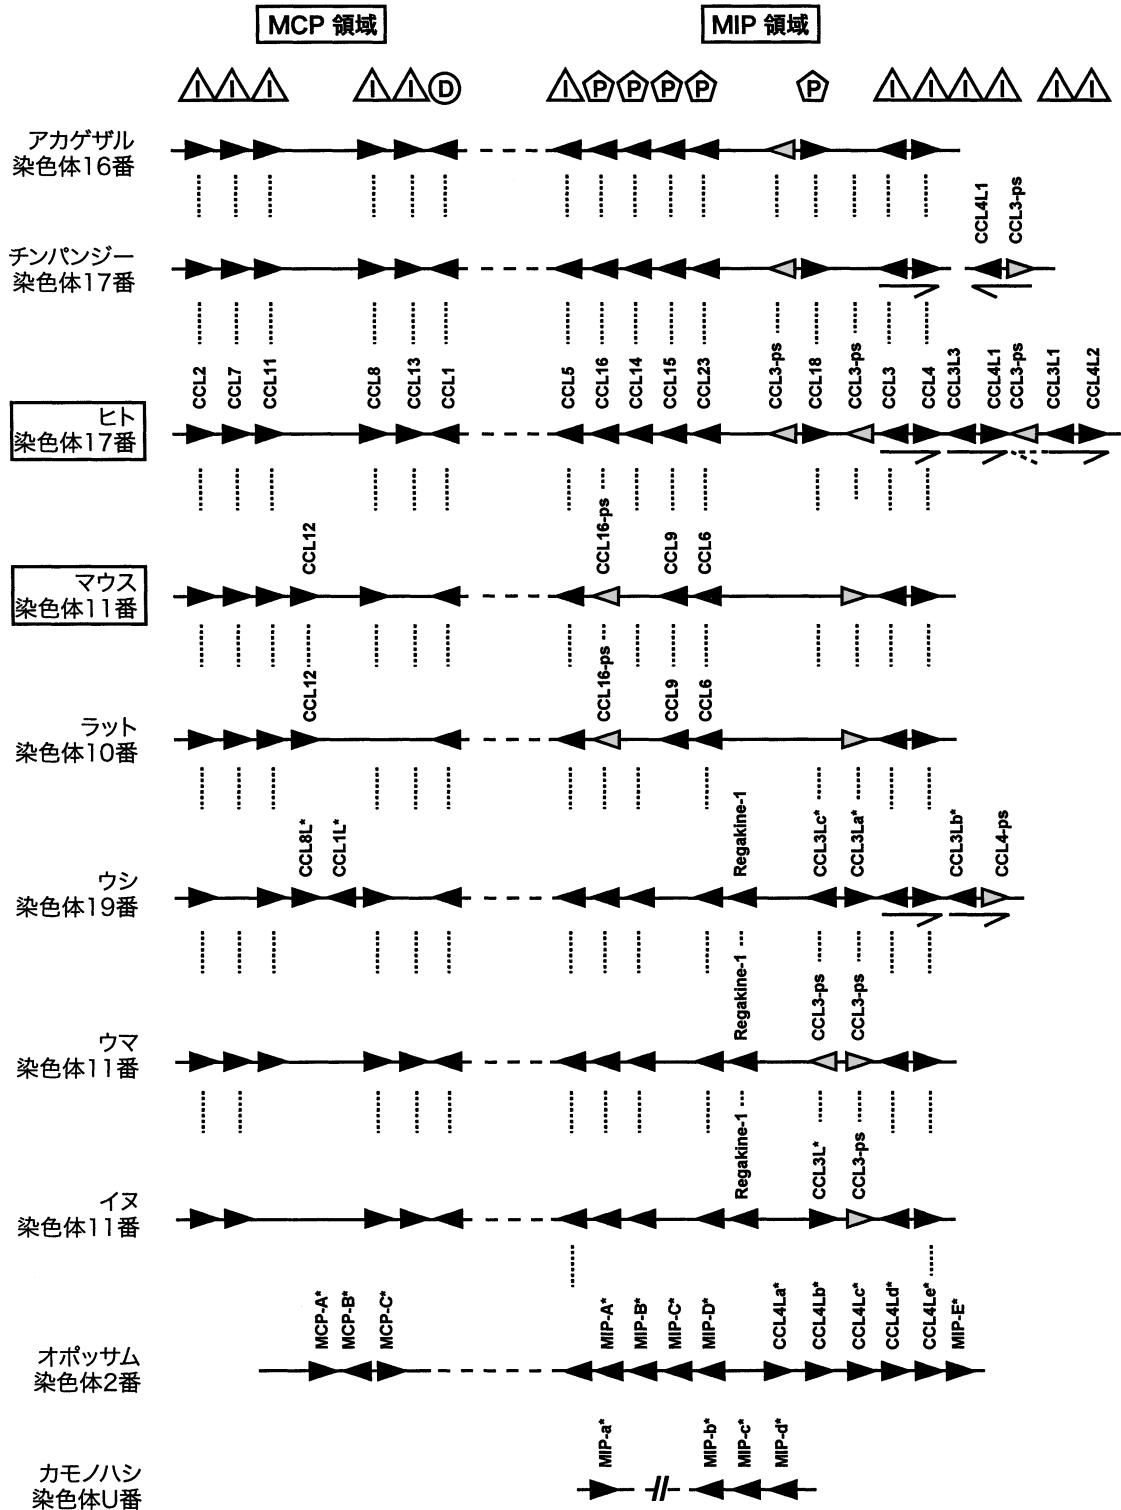 MCP 領域
MIP 領域
I I I I I D I P P P P P I I I I I I
アカゲザル
染色体16番
CCL4L1
CCL3-ps
チンパンジー
染色体17番
CCL2
CCL7
CCL11
CCL8
CCL13
CCL1
CCL5
CCL16
CCL14
CCL15
CCL23
CCL3-ps
CCL18
CCL3-ps
CCL3
CCL4
CCL3L3
CCL4L1
CCL3-ps
CCL3L1
CCL4L2
ヒト
染色体17番
CCL12
CCL16-ps
CCL9
CCL6
マウス
染色体11番
CCL12
CCL16-ps
CCL9
CCL6
ラット
染色体10番
CCL8L*
CCL1L*
Regakine-1
CCL3Lc*
CCL3La*
CCL3Lb*
CCL4-ps
ウシ
染色体19番
Regakine-1
CCL3-ps
CCL3-ps
ウマ
染色体11番
Regakine-1
CCL3L*
CCL3-ps
イヌ
染色体11番
MCP-A*
MCP-B*
MCP-C*
MIP-A*
MIP-B*
MIP-C*
MIP-D*
CCL4La*
CCL4Lb*
CCL4Lc*
CCL4Ld*
CCL4Le*
MIP-E*
オポッサム
染色体2番
MIP-a*
MIP-b*
MIP-c*
MIP-d*
カモノハシ
染色体U番